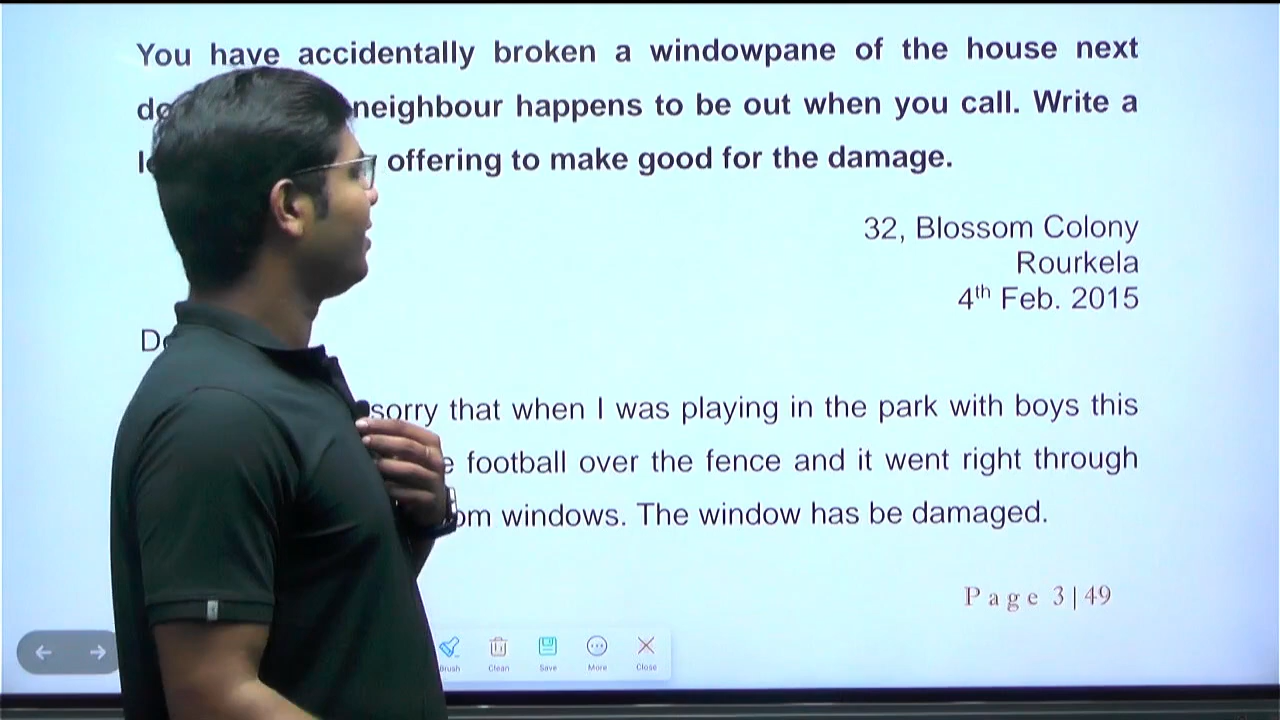 You have accidentally broken a windowpane of the house next
neighbour happens to be out when you call. Write a
offering to make good for the damage.
32, Blossom Colony
Rourkela
4th Feb. 2015
sorry that when I was playing in the park with boys this
football over the fence and it went right through
windows. The window has be damaged.
Page 3|49
Brush Clean Save More Close